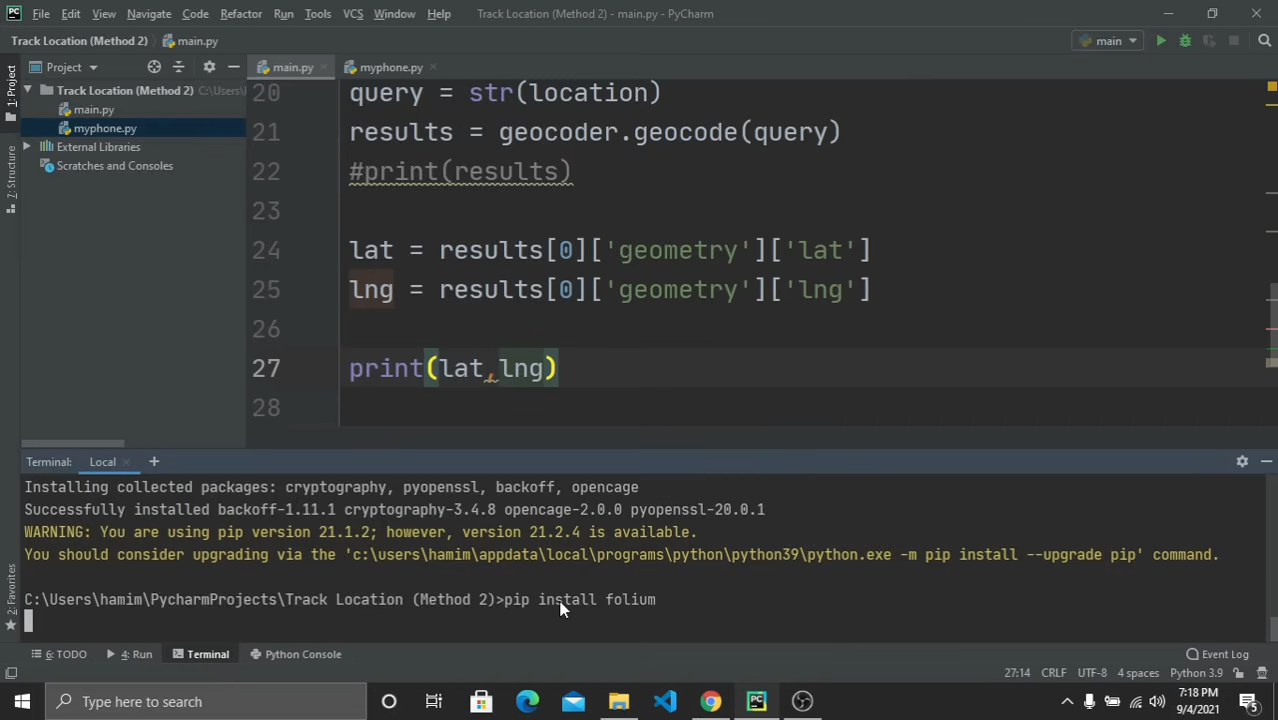 File Edit View Navigate Code Refactor Run Tools VCS Window Help Track Location (Method 2) - main.py - PyCharm
Track Location (Method 2) main.py main
1: Project
Project
main.py
myphone.py
Track Location (Method 2) C:\Users\
main.py
myphone.py
External Libraries
Scratches and Consoles
7: Structure
20 query = str(location)
21 results = geocoder.geocode(query)
22 #print(results)
23
24 lat = results[0]['geometry']['lat']
25 lng = results[0]['geometry']['lng']
26
27 print(lat,lng)
28
Terminal: Local +
Installing collected packages: cryptography, pyopenssl, backoff, opencage
Successfully installed backoff-1.11.1 cryptography-3.4.8 opencage-2.0.0 pyopenssl-20.0.1
WARNING: You are using pip version 21.1.2; however, version 21.2.4 is available.
You should consider upgrading via the 'c:\users\hamim\appdata\local\programs\python\python39\python.exe -m pip install --upgrade pip' command.
C:\Users\hamim\PycharmProjects\Track Location (Method 2)>pip install folium
2: Favorites
6: TODO 4: Run Terminal Python Console Event Log
27:14 CRLF UTF-8 4 spaces Python 3.9
Type here to search
7:18 PM
9/4/2021
5